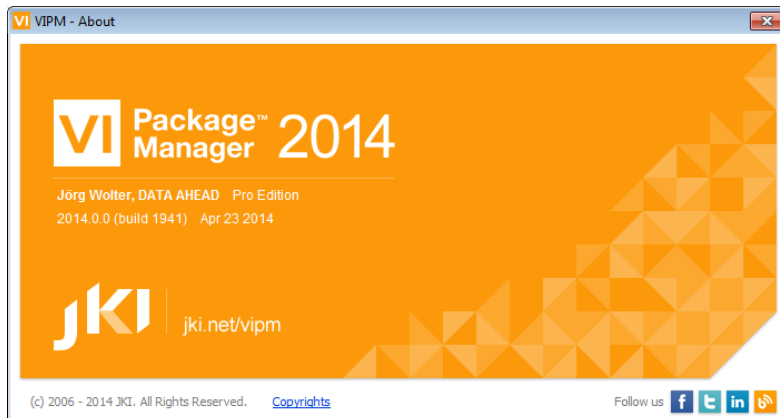 VI VIPM - About
VI Package™ Manager 2014
Jörg Wolter, DATA AHEAD Pro Edition
2014.0.0 (build 1941) Apr 23 2014
jki jki.net/vipm
(c) 2006 - 2014 JKI. All Rights Reserved. Copyrights Follow us